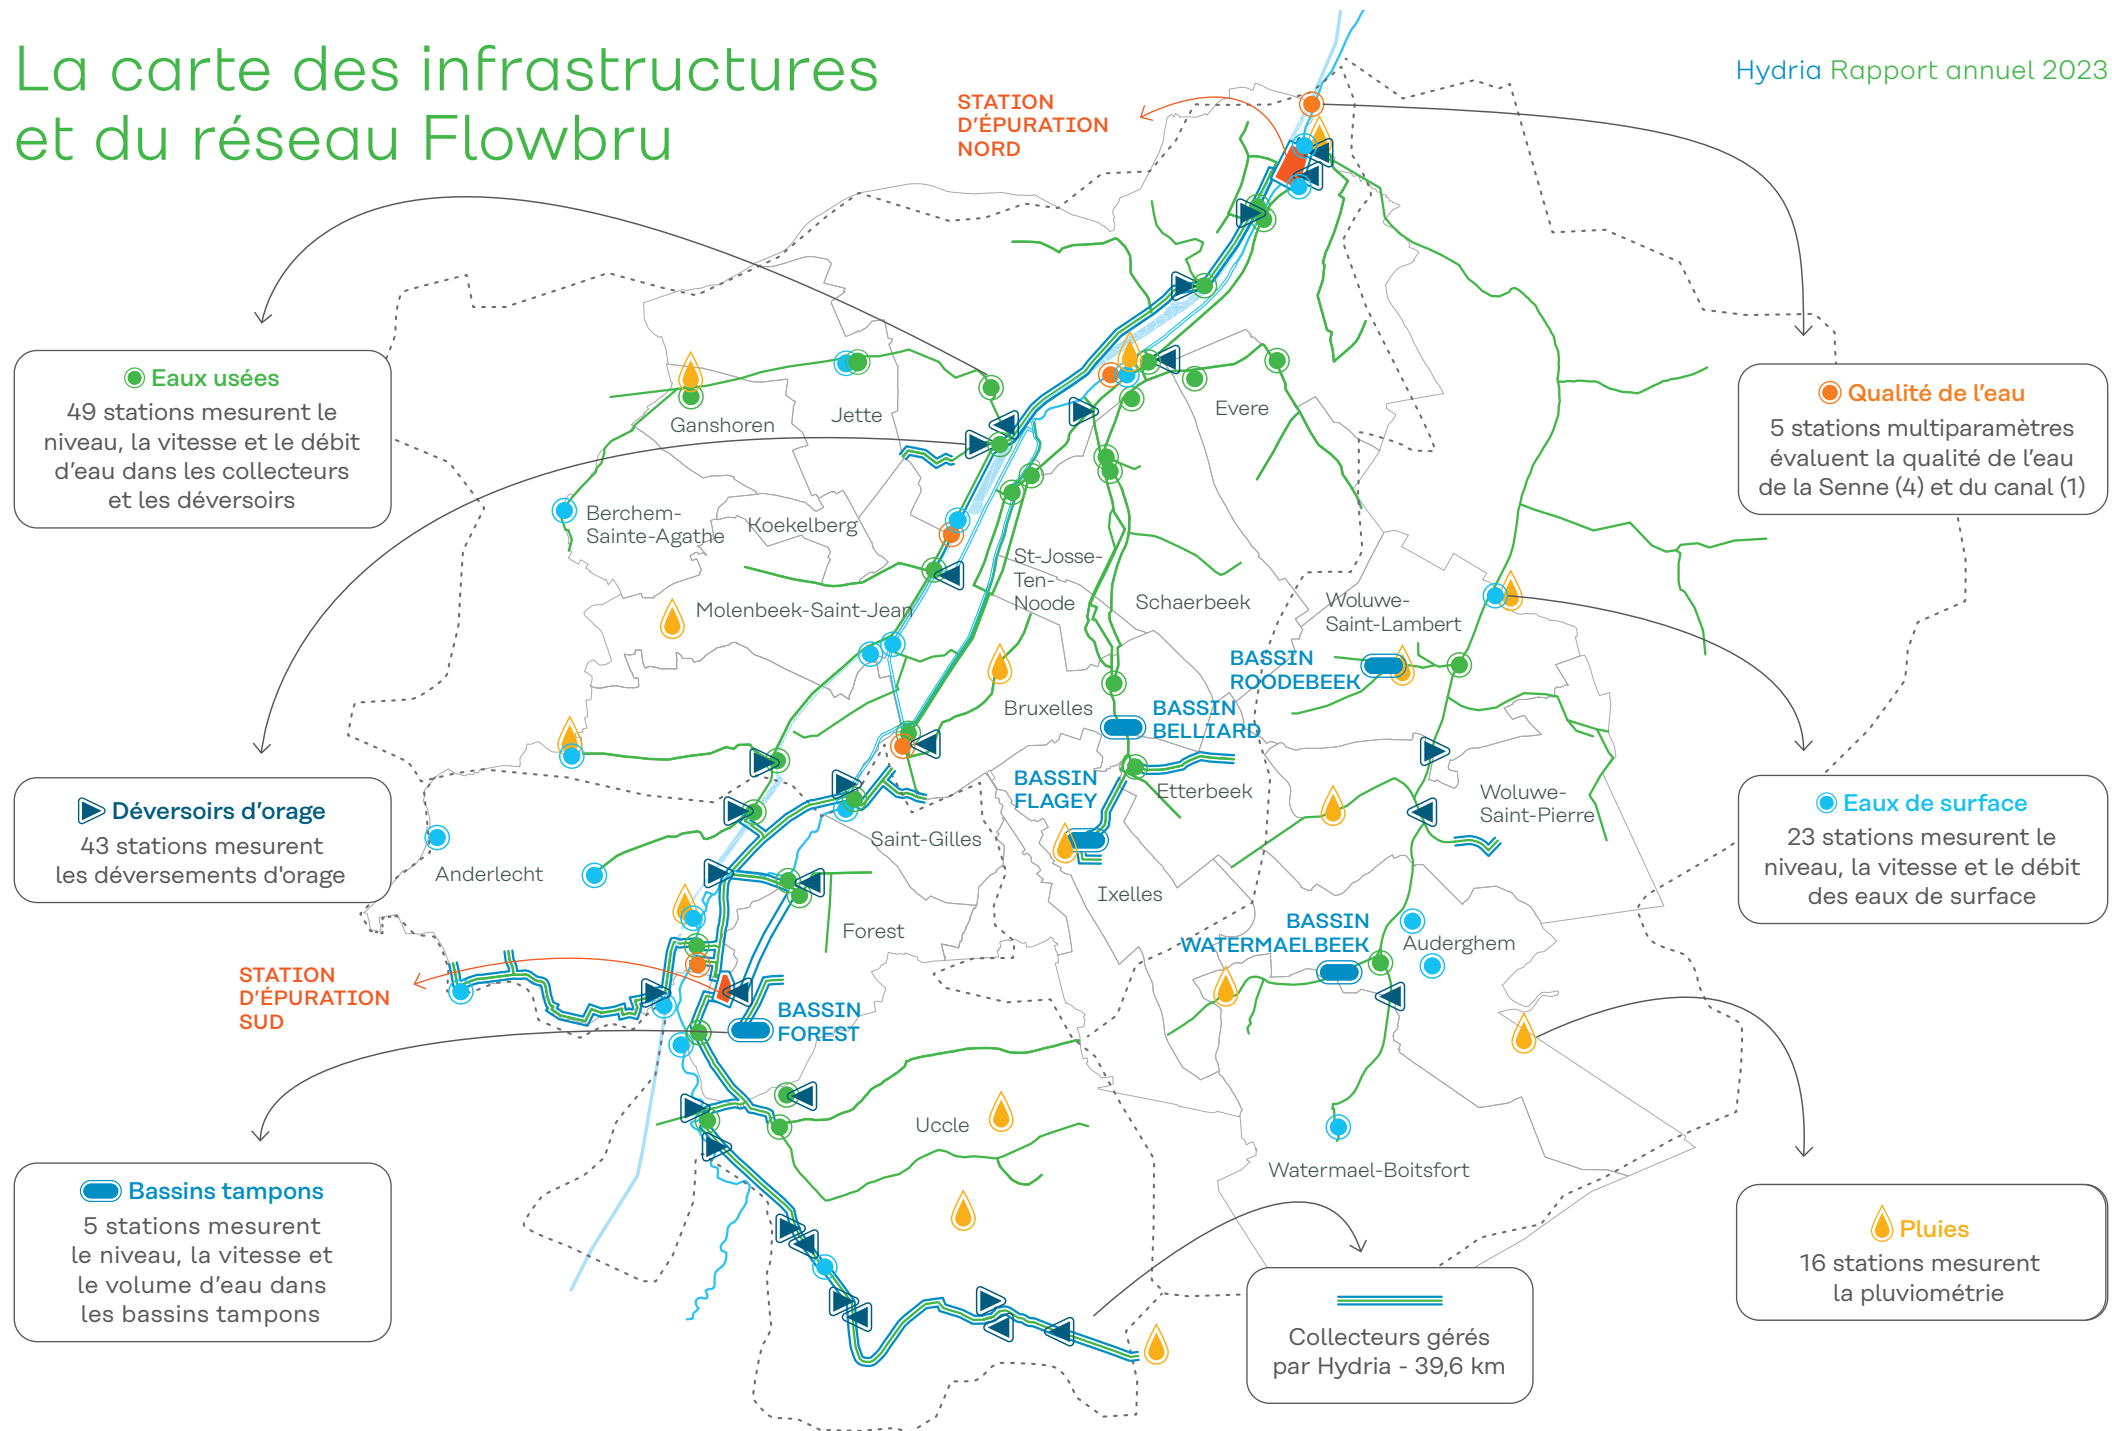 La carte des infrastructures
et du réseau Flowbru
Hydria Rapport annuel 2023
STATION
D'ÉPURATION
NORD
Eaux usées
49 stations mesurent le
niveau, la vitesse et le débit
d'eau dans les collecteurs
et les déversoirs
Qualité de l'eau
5 stations multiparamètres
évaluent la qualité de l'eau
de la Senne (4) et du canal (1)
Ganshoren
Jette
Evere
Berchem-
Sainte-Agathe
Koekelberg
St-Josse-
Ten-
Noode
Molenbeek-Saint-Jean
Schaerbeek
Woluwe-
Saint-Lambert
BASSIN
ROODEBEEK
Bruxelles
BASSIN
BELLIARD
BASSIN
FLAGEY
Etterbeek
Woluwe-
Saint-Pierre
Déversoirs d'orage
43 stations mesurent
les déversements d'orage
Eaux de surface
23 stations mesurent le
niveau, la vitesse et le débit
des eaux de surface
Anderlecht
Saint-Gilles
Ixelles
Forest
BASSIN
WATERMAELBEEK
Auderghem
STATION
D'ÉPURATION
SUD
BASSIN
FOREST
Uccle
Watermael-Boitsfort
Bassins tampons
5 stations mesurent
le niveau, la vitesse et
le volume d'eau dans
les bassins tampons
Pluies
16 stations mesurent
la pluviométrie
Collecteurs gérés
par Hydria - 39,6 km